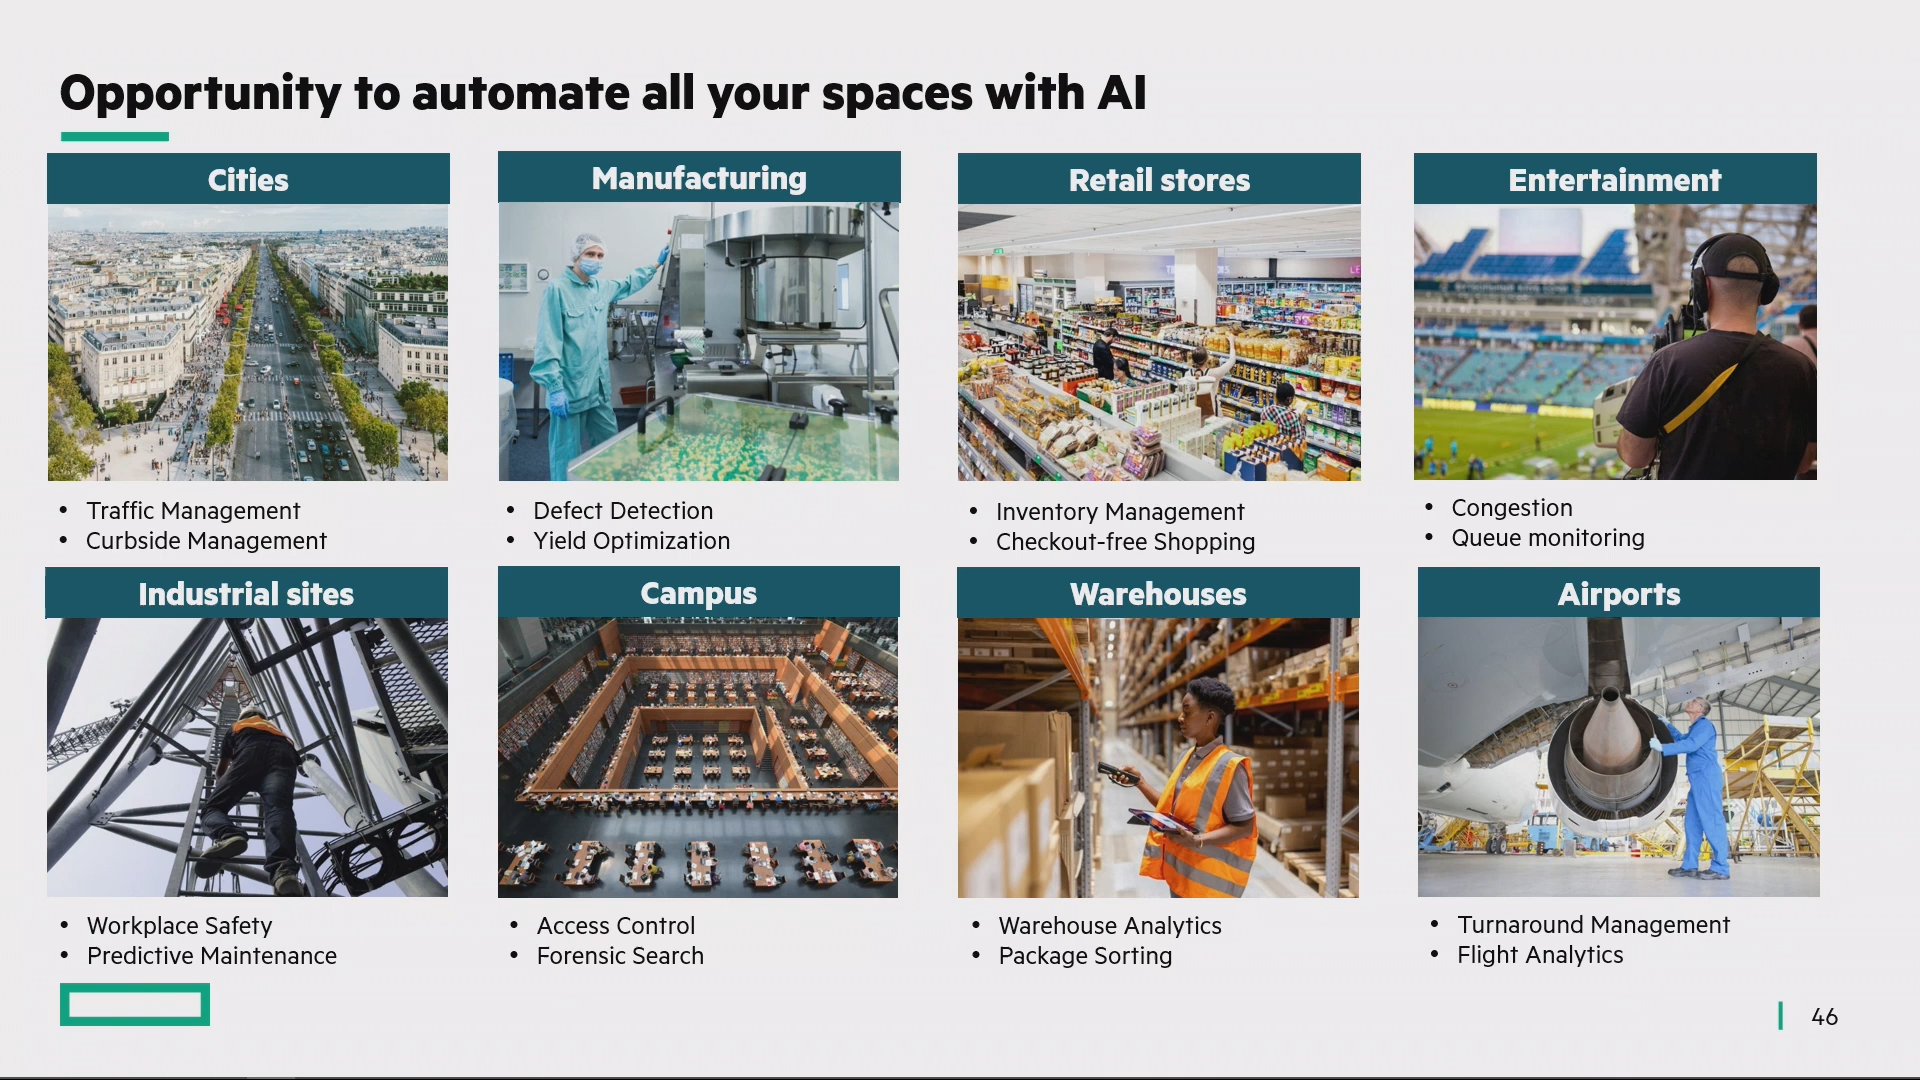 Opportunity to automate all your spaces with AI
Cities
Manufacturing
Retail stores
Entertainment
• Traffic Management
• Curbside Management
• Defect Detection
• Yield Optimization
• Inventory Management
• Checkout-free Shopping
• Congestion
• Queue monitoring
Industrial sites
Campus
Warehouses
Airports
• Workplace Safety
• Predictive Maintenance
• Access Control
• Forensic Search
• Warehouse Analytics
• Package Sorting
• Turnaround Management
• Flight Analytics
46